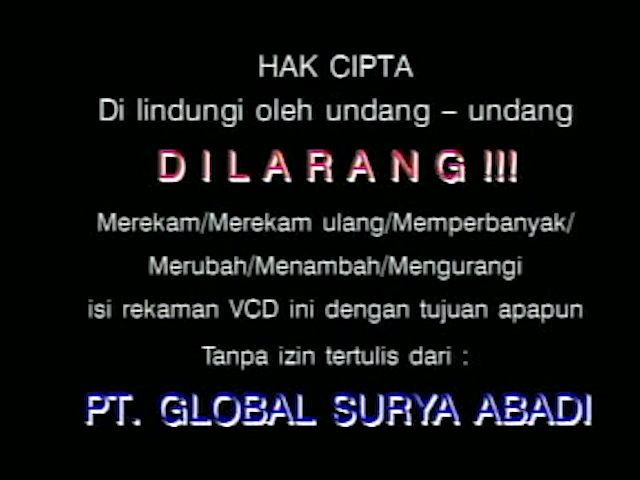 HAK CIPTA
Di lindungi oleh undang – undang
DILARANG !!!
Merekam/Merekam ulang/Memperbanyak/
Merubah/Menambah/Mengurangi
isi rekaman VCD ini dengan tujuan apapun
Tanpa izin tertulis dari :
PT. GLOBAL SURYA ABADI